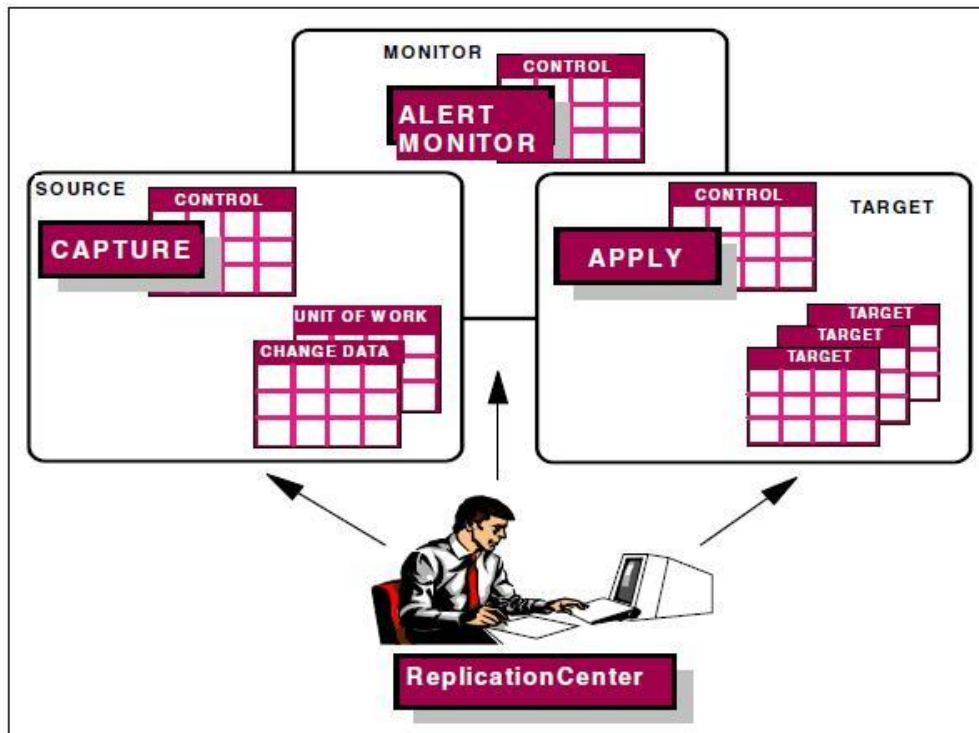 MONITOR
CONTROL
ALERT
MONITOR
SOURCE
CONTROL
CAPTURE
UNIT OF WORK
CHANGE DATA
CONTROL
TARGET
APPLY
TARGET
TARGET
TARGET
ReplicationCenter